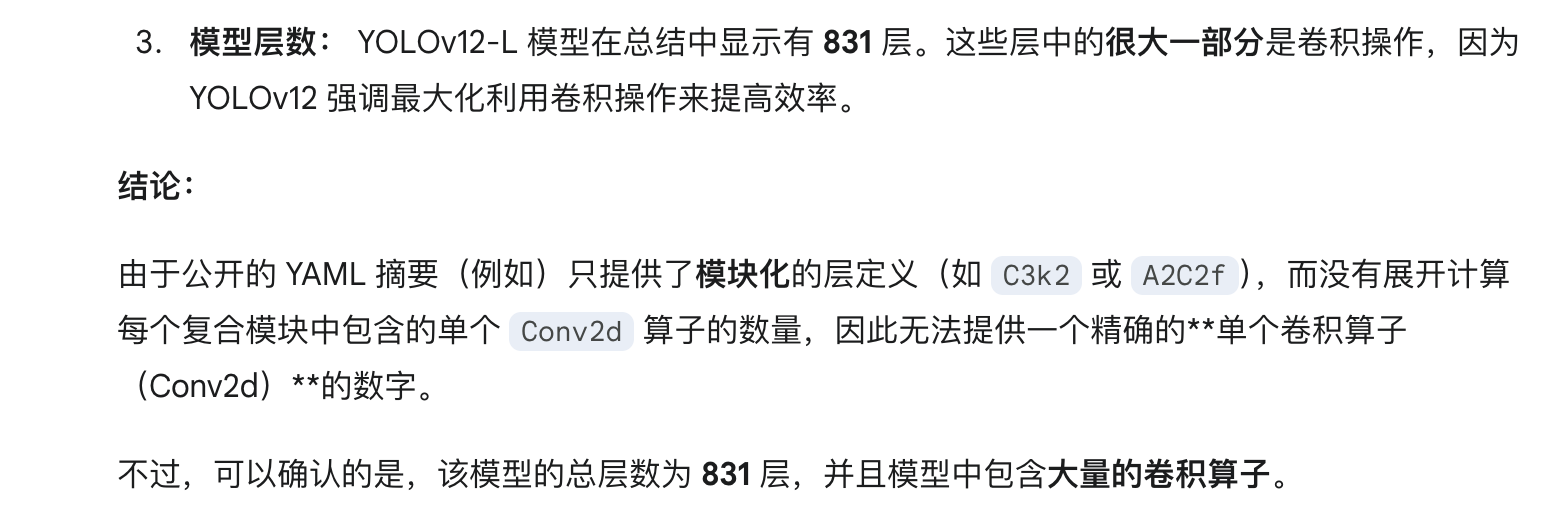 3. 模型层数： YOLOv12-L 模型在总结中显示有 831 层。这些层中的很大一部分是卷积操作，因为
YOLOv12 强调最大化利用卷积操作来提高效率。
结论：
由于公开的 YAML 摘要（例如）只提供了模块化的层定义（如 C3k2 或 A2C2f），而没有展开计算
每个复合模块中包含的单个 Conv2d 算子的数量，因此无法提供一个精确的**单个卷积算子
（Conv2d）**的数字。
不过，可以确认的是，该模型的总层数为 831 层，并且模型中包含大量的卷积算子。